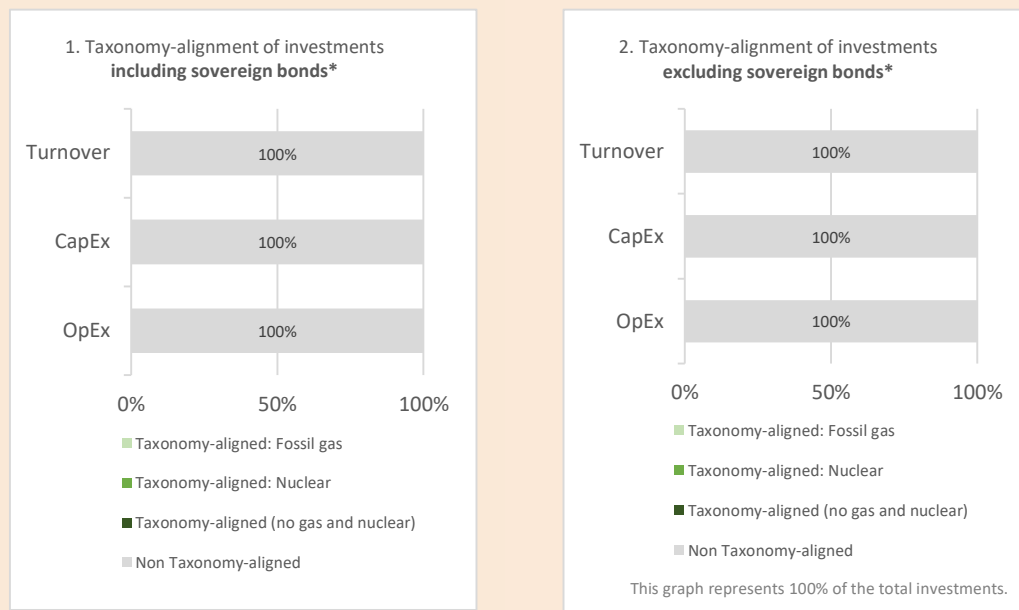 1. Taxonomy-alignment of investments
including sovereign bonds*
Turnover
100%
CapEx
100%
OpEx
100%
0%
50%
100%
Taxonomy-aligned: Fossil gas
Taxonomy-aligned: Nuclear
Taxonomy-aligned (no gas and nuclear)
Non Taxonomy-aligned
2. Taxonomy-alignment of investments
excluding sovereign bonds*
Turnover
100%
CapEx
100%
OpEx
100%
0%
50%
100%
Taxonomy-aligned: Fossil gas
Taxonomy-aligned: Nuclear
Taxonomy-aligned (no gas and nuclear)
Non Taxonomy-aligned
This graph represents 100% of the total investments.